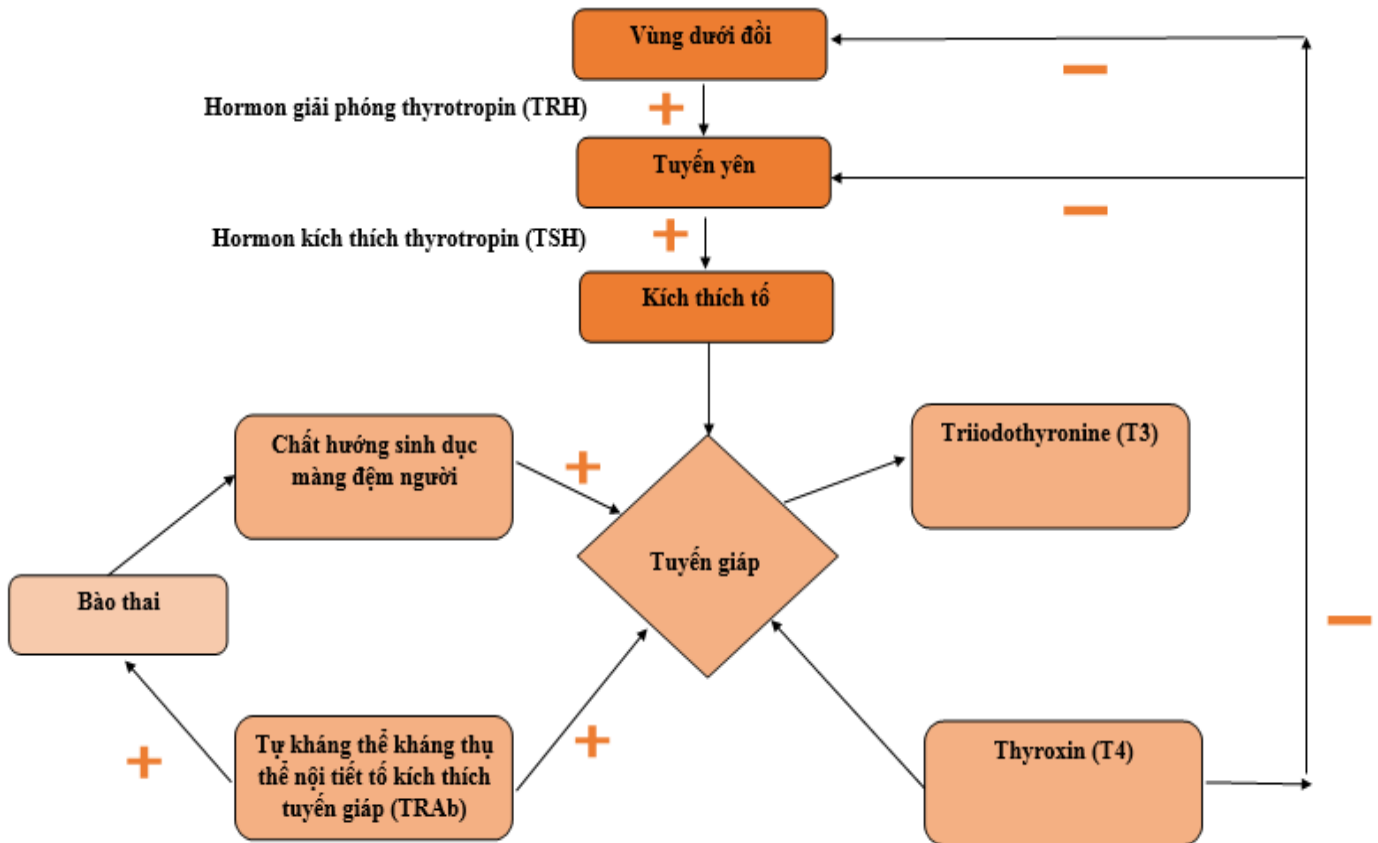 Vùng dưới đồi
Hormon giải phóng thyrotropin (TRH)
Tuyến yên
Hormon kích thích thyrotropin (TSH)
Kích thích tố
Chất hướng sinh dục
màng đệm người
Triiodothyronine (T3)
Tuyến giáp
Bào thai
Tự kháng thể kháng thụ
thể nội tiết tố kích thích
tuyến giáp (TRAb)
Thyroxin (T4)